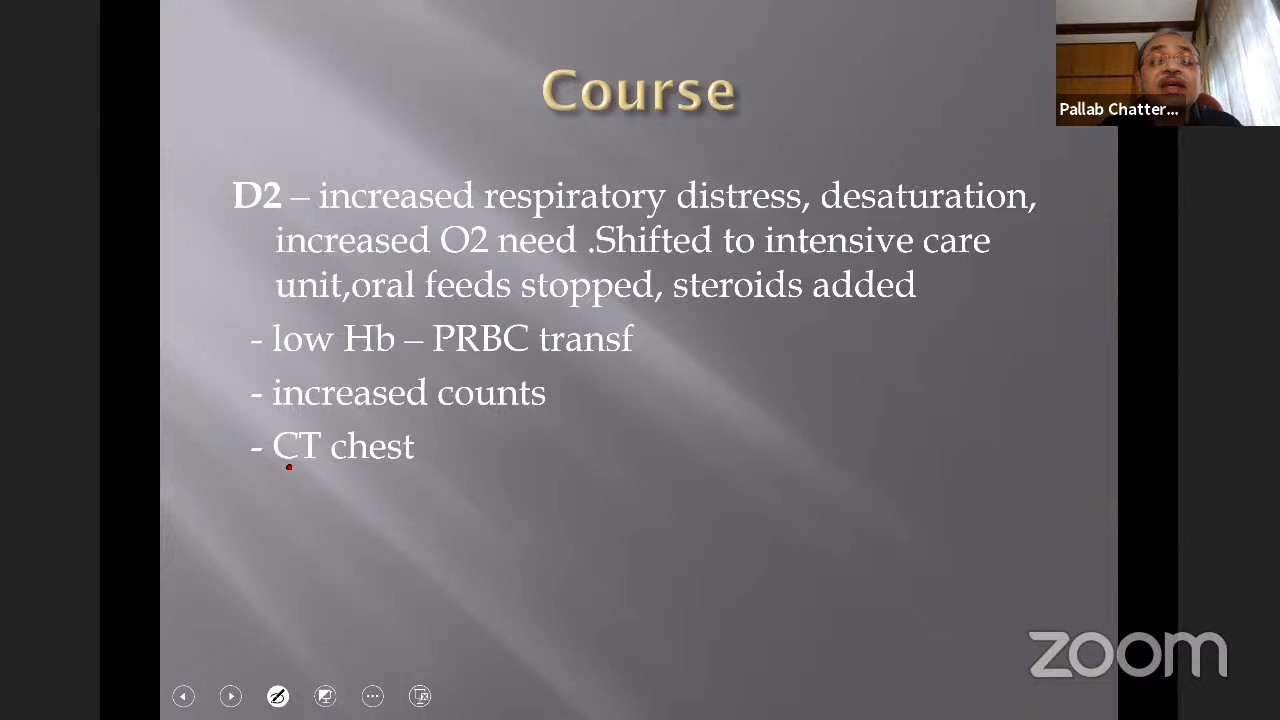 Course
Pallab Chatter...
D2 – increased respiratory distress, desaturation,
increased O2 need .Shifted to intensive care
unit,oral feeds stopped, steroids added
- low Hb – PRBC transf
- increased counts
- CT chest
zoom